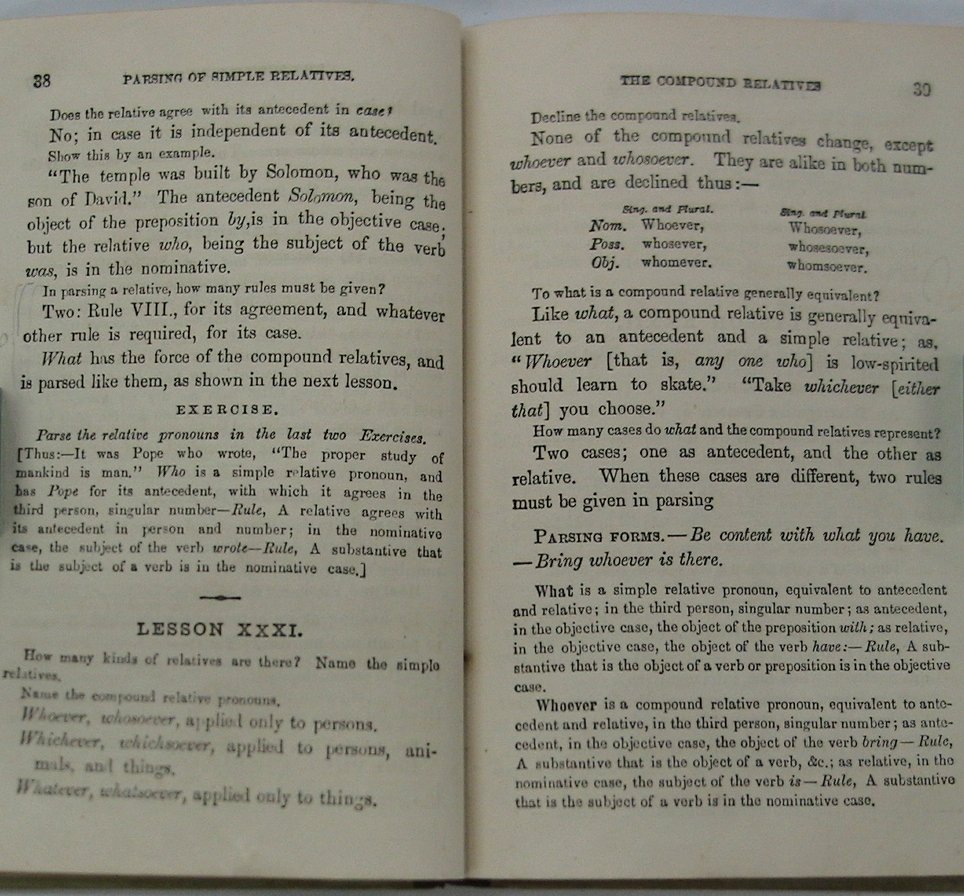 38
PARSING OF SIMPLE RELATIVES.
Does the relative agree with its antecedent in case?
No; in case it is independent of its antecedent.
Show this by an example.
"The temple was built by Solomon, who was the
son of David." The antecedent Solomon, being the
object of the preposition by, is in the objective case;
but the relative who, being the subject of the verb
was, is in the nominative.
In parsing a relative, how many rules must be given?
Two: Rule VIII., for its agreement, and whatever
other rule is required, for its case.
What has the force of the compound relatives, and
is parsed like them, as shown in the next lesson.
EXERCISE.
Parse the relative pronouns in the last two Exercises.
[Thus:—It was Pope who wrote, "The proper study of
mankind is man." Who is a simple relative pronoun, and
has Pope for its antecedent, with which it agrees in the
third person, singular number—Rule, A relative agrees with
its antecedent in person and number; in the nominative
case, the subject of the verb wrote—Rule, A substantive that
is the subject of a verb is in the nominative case.]
LESSON XXXI.
How many kinds of relatives are there? Name the simple
relatives.
Name the compound relative pronouns.
Whoever, whosoever, applied only to persons.
Whichever, whichsoever, applied to persons, ani-
mals, and things.
Whatever, whatsoever, applied only to things.
THE COMPOUND RELATIVES
39
Decline the compound relatives.
None of the compound relatives change, except
whoever and whosoever. They are alike in both num-
bers, and are declined thus:—
Sing. and Plural. Sing. and Plural
Nom. Whoever, Whosoever,
Poss. whosever, whosesoever,
Obj. whomever. whomsoever.
To what is a compound relative generally equivalent?
Like what, a compound relative is generally equiva-
lent to an antecedent and a simple relative; as,
"Whoever [that is, any one who] is low-spirited
should learn to skate." "Take whichever [either
that] you choose."
How many cases do what and the compound relatives represent?
Two cases; one as antecedent, and the other as
relative. When these cases are different, two rules
must be given in parsing
PARSING FORMS.—Be content with what you have.
—Bring whoever is there.
What is a simple relative pronoun, equivalent to antecedent
and relative; in the third person, singular number; as antecedent,
in the objective case, the object of the preposition with; as relative,
in the objective case, the object of the verb have:—Rule, A sub-
stantive that is the object of a verb or preposition is in the objective
case.
Whoever is a compound relative pronoun, equivalent to ante-
cedent and relative, in the third person, singular number; as ante-
cedent, in the objective case, the object of the verb bring—Rule,
A substantive that is the object of a verb, &c.; as relative, in the
nominative case, the subject of the verb is—Rule, A substantive
that is the subject of a verb is in the nominative case.